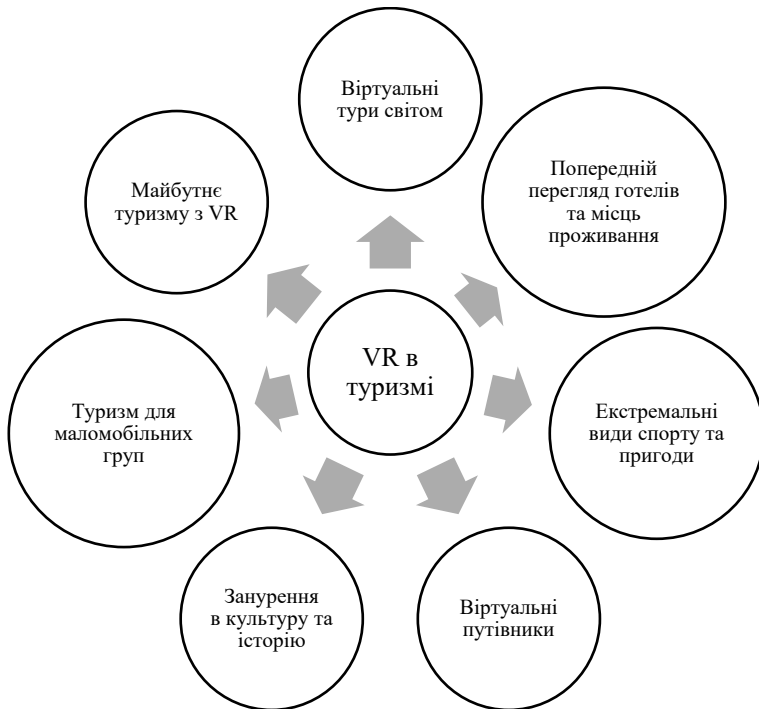 Віртуальні
тури світом
Попередній
перегляд готелів
та місць
проживання
Екстремальні
види спорту та
пригоди
Віртуальні
путівники
Занурення
в культуру та
історію
Туризм для
маломобільних
груп
Майбутнє
туризму з VR
VR в
туризмі